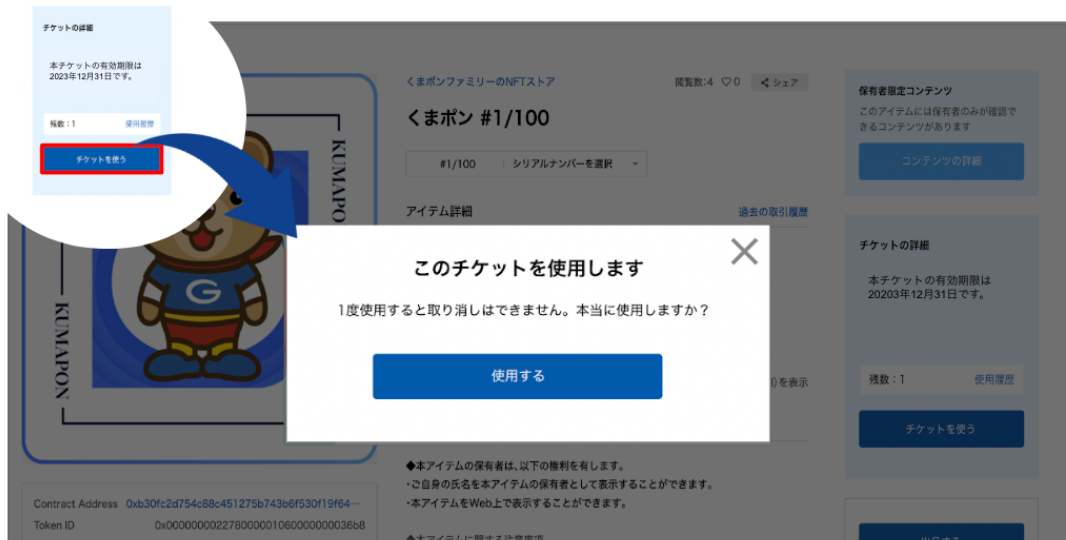 チケットの詳細
本チケットの有効期限は
2023年12月31日です。
残数：1
使用履歴
チケットを使う
くまポンファミリーのNFTストア
閲覧数:4 ♡0
シェア
くまポン #1/100
#1/100
シリアルナンバーを選択
アイテム詳細
過去の取引履歴
保有者限定コンテンツ
このアイテムには保有者のみが確認で
きるコンテンツがあります
コンテンツの詳細
チケットの詳細
本チケットの有効期限は
20203年12月31日です。
残数：1
使用履歴
チケットを使う
KUMAPO
G
KUMAPON
このチケットを使用します
1度使用すると取り消しはできません。本当に使用しますか？
使用する
を表示
◆本アイテムの保有者は、以下の権利を有します。
・ご自身の氏名を本アイテムの保有者として表示することができます。
・本アイテムをWeb上で表示することができます。
Contract Address
0xb30fc2d754c88c451275b743b6f530f19f64…
Token ID
0x0000000022780000010600000000036b8